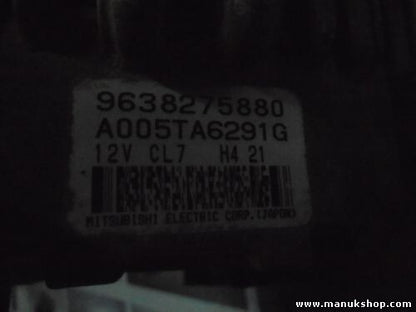 9638275880
A005TA6291G
12V CL7 H4 21
MITSUBISHI ELECTRIC CORP.(JAPAN)
www.manukshop.com